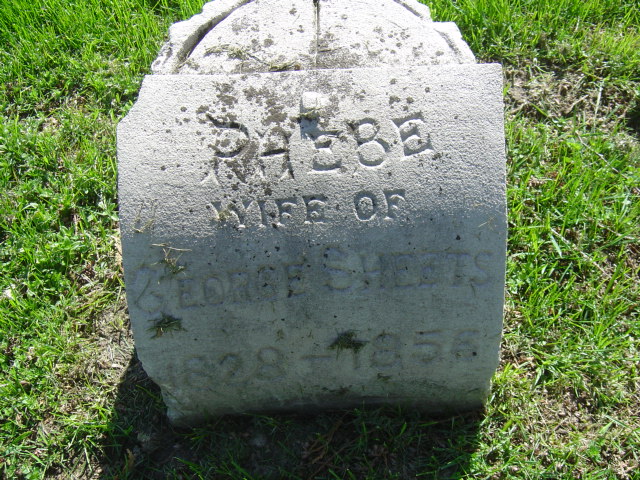 PHEBE
WIFE OF
GEORGE SHEETS
1828 — 1856